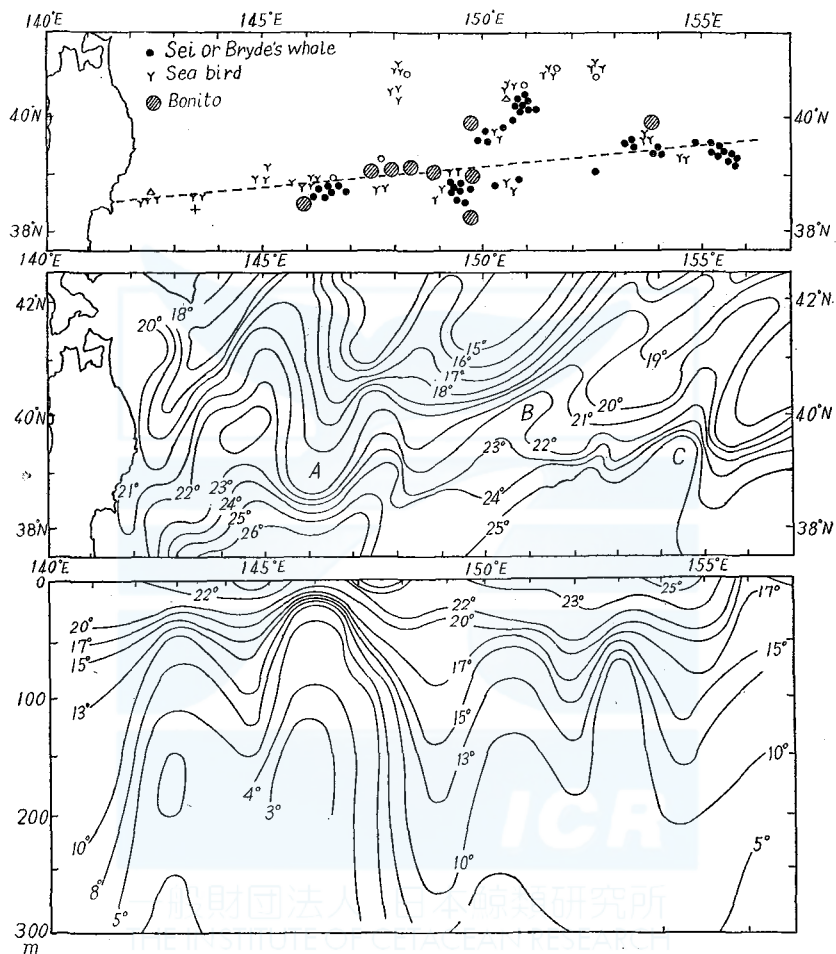 140°E 145°E 150°E 155°E
● Sei or Bryde's whale
Sea bird
Bonito
40°N 40°N
38°N 38°N
140°E 145°E 150°E 155°E
42°N 42°N
18°
20°
15°
16°
17°
18°
19°
40°N 40°N
20°
B
21°
A
23°
22°
C
21° 22° 23°
24°
24°
25°
25°
26°
38°N 38°N
140°E 145°E 150°E 155°E
0
22° 22° 23° 25° 17°
20° 20°
17°
15° 17° 15°
100
13° 15°
13° 10°
4°
200 3°
ICR
10° 10° 5°
8°
5°
一般財団法人 日本鯨類研究所
300
THE INSTITUTE OF CETACEAN RESEARCH
m